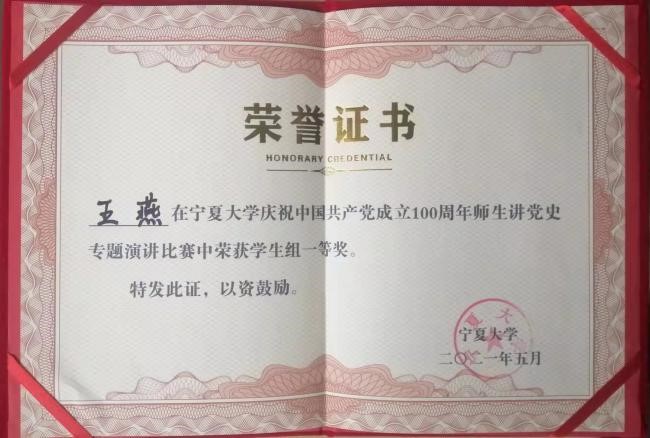 荣誉证书
HONORARY CREDENTIAL
王燕在宁夏大学庆祝中国共产党成立100周年师生讲党史
专题演讲比赛中荣获学生组一等奖。
特发此证，以资鼓励。
宁夏大学
二〇二一年五月